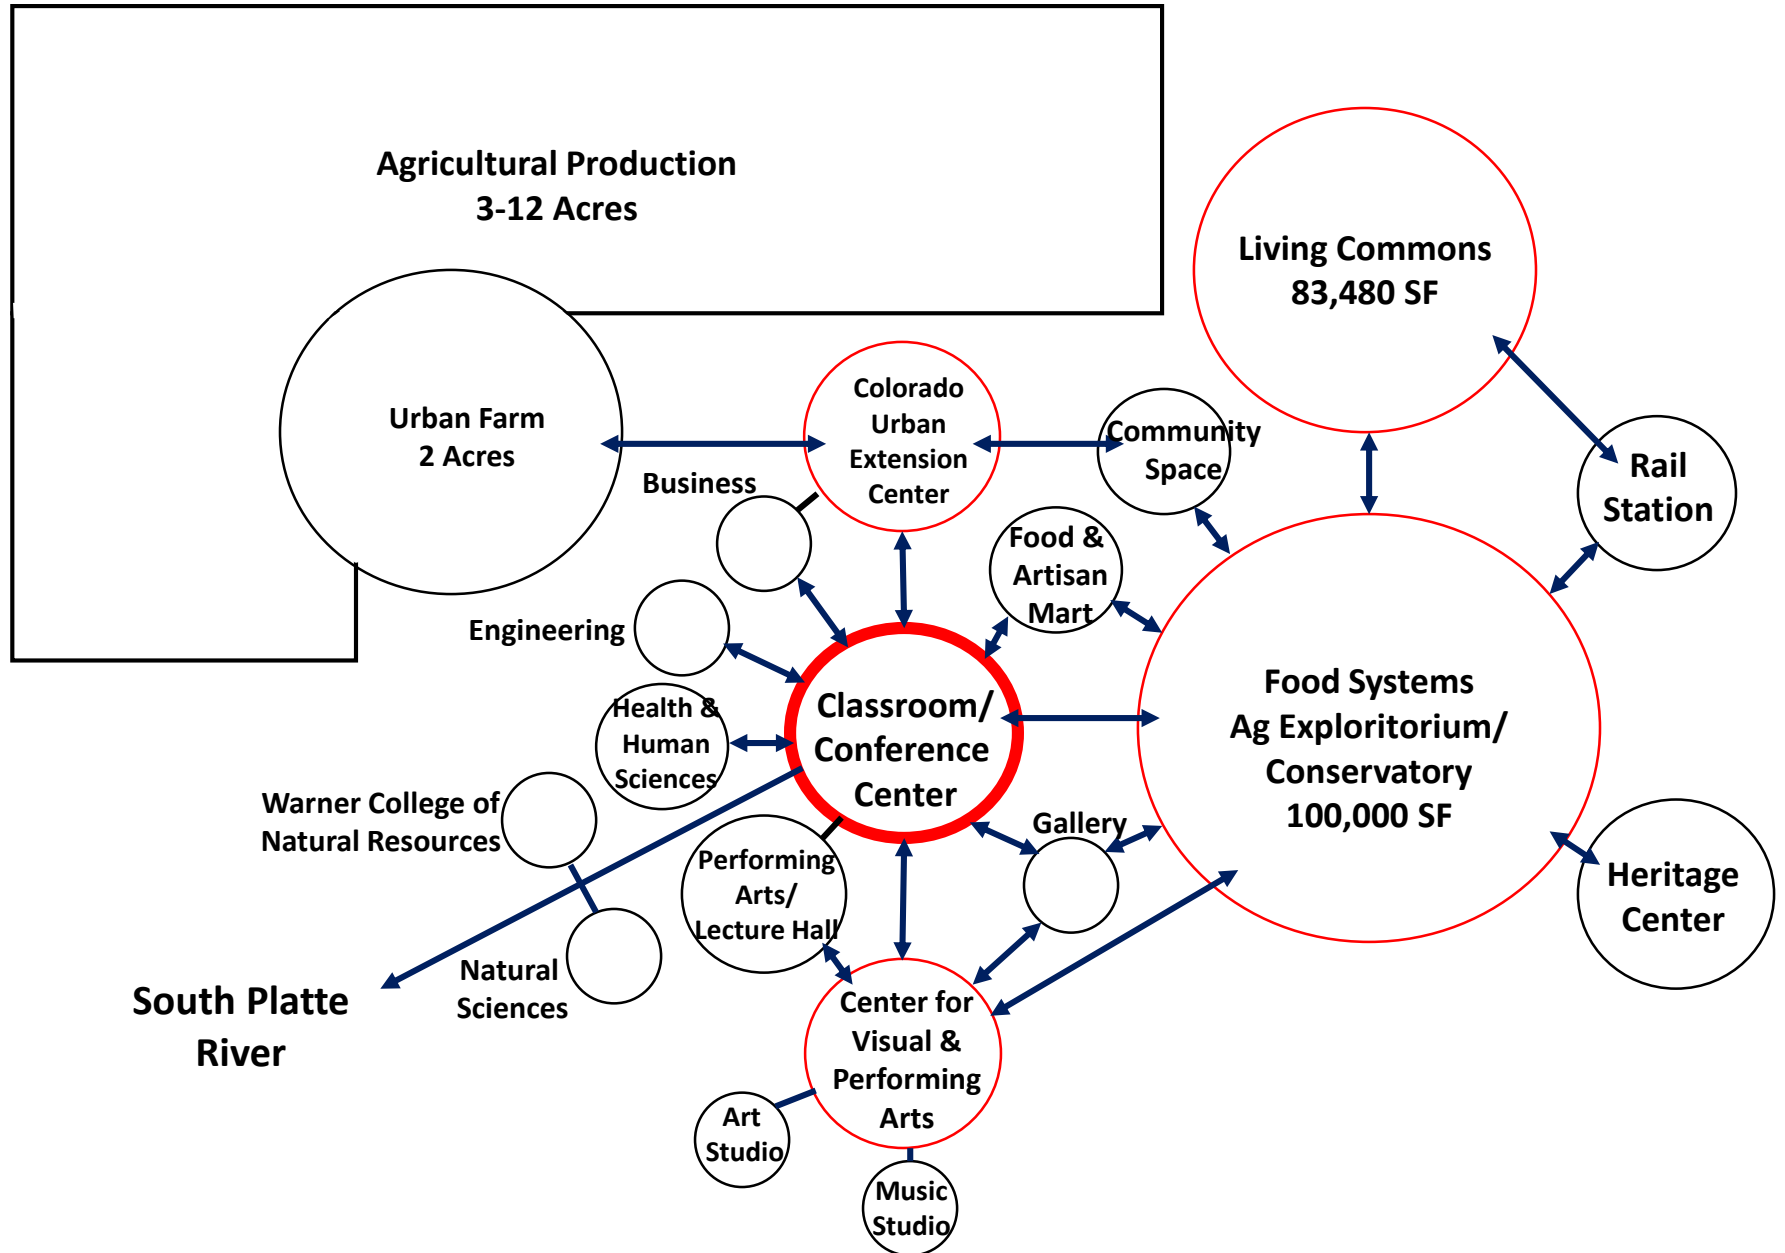 Agricultural Production
3-12 Acres
Living Commons
83,480 SF
Urban Farm
2 Acres
Colorado
Urban
Extension
Center
Community
Space
Rail
Station
Business
Food &
Artisan
Mart
Engineering
Health &
Human
Sciences
Classroom/
Conference
Center
Food Systems
Ag Exploritorium/
Conservatory
100,000 SF
Warner College of
Natural Resources
Performing
Arts/
Lecture Hall
Gallery
Heritage
Center
Natural
Sciences
South Platte
River
Center for
Visual &
Performing
Arts
Art
Studio
Music
Studio